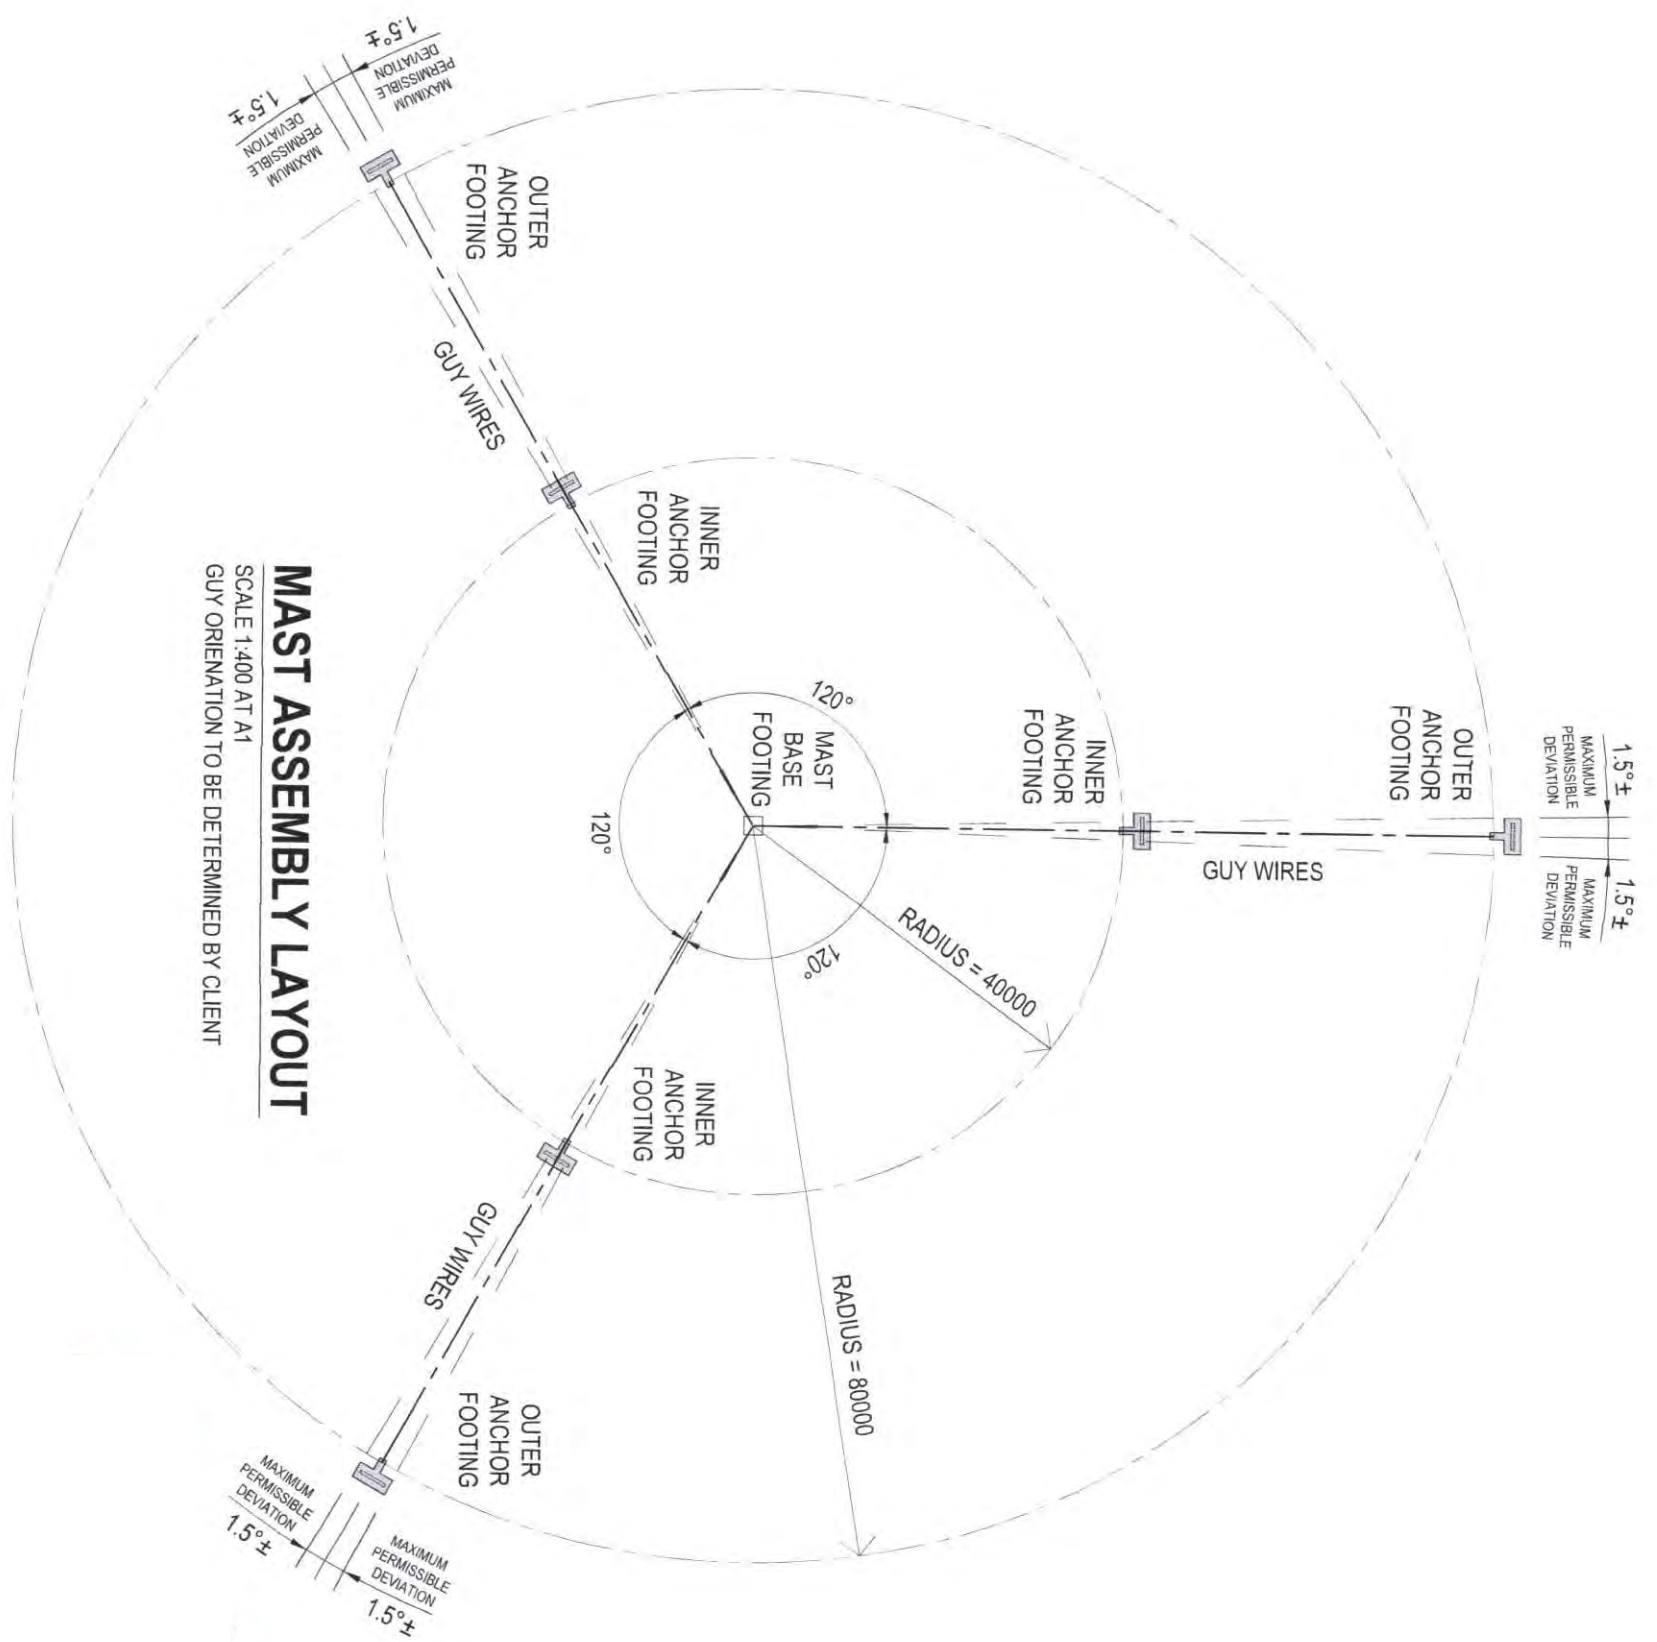 1.5°±
MAXIMUM
PERMISSIBLE
DEVIATION
MAXIMUM
PERMISSIBLE
DEVIATION
1.5°±
OUTER
ANCHOR
FOOTING
GUY WIRES
INNER
ANCHOR
FOOTING
120°
MAST
BASE
FOOTING
RADIUS = 40000
RADIUS = 80000
120°
120°
INNER
ANCHOR
FOOTING
GUY WIRES
OUTER
ANCHOR
FOOTING
1.5°±
MAXIMUM
PERMISSIBLE
DEVIATION
1.5°±
MAXIMUM
PERMISSIBLE
DEVIATION
INNER
ANCHOR
FOOTING
GUY WIRES
OUTER
ANCHOR
FOOTING
MAXIMUM
PERMISSIBLE
DEVIATION
1.5°±
MAXIMUM
PERMISSIBLE
DEVIATION
1.5°±
MAST ASSEMBLY LAYOUT
SCALE 1:400 AT A1
GUY ORIENATION TO BE DETERMINED BY CLIENT